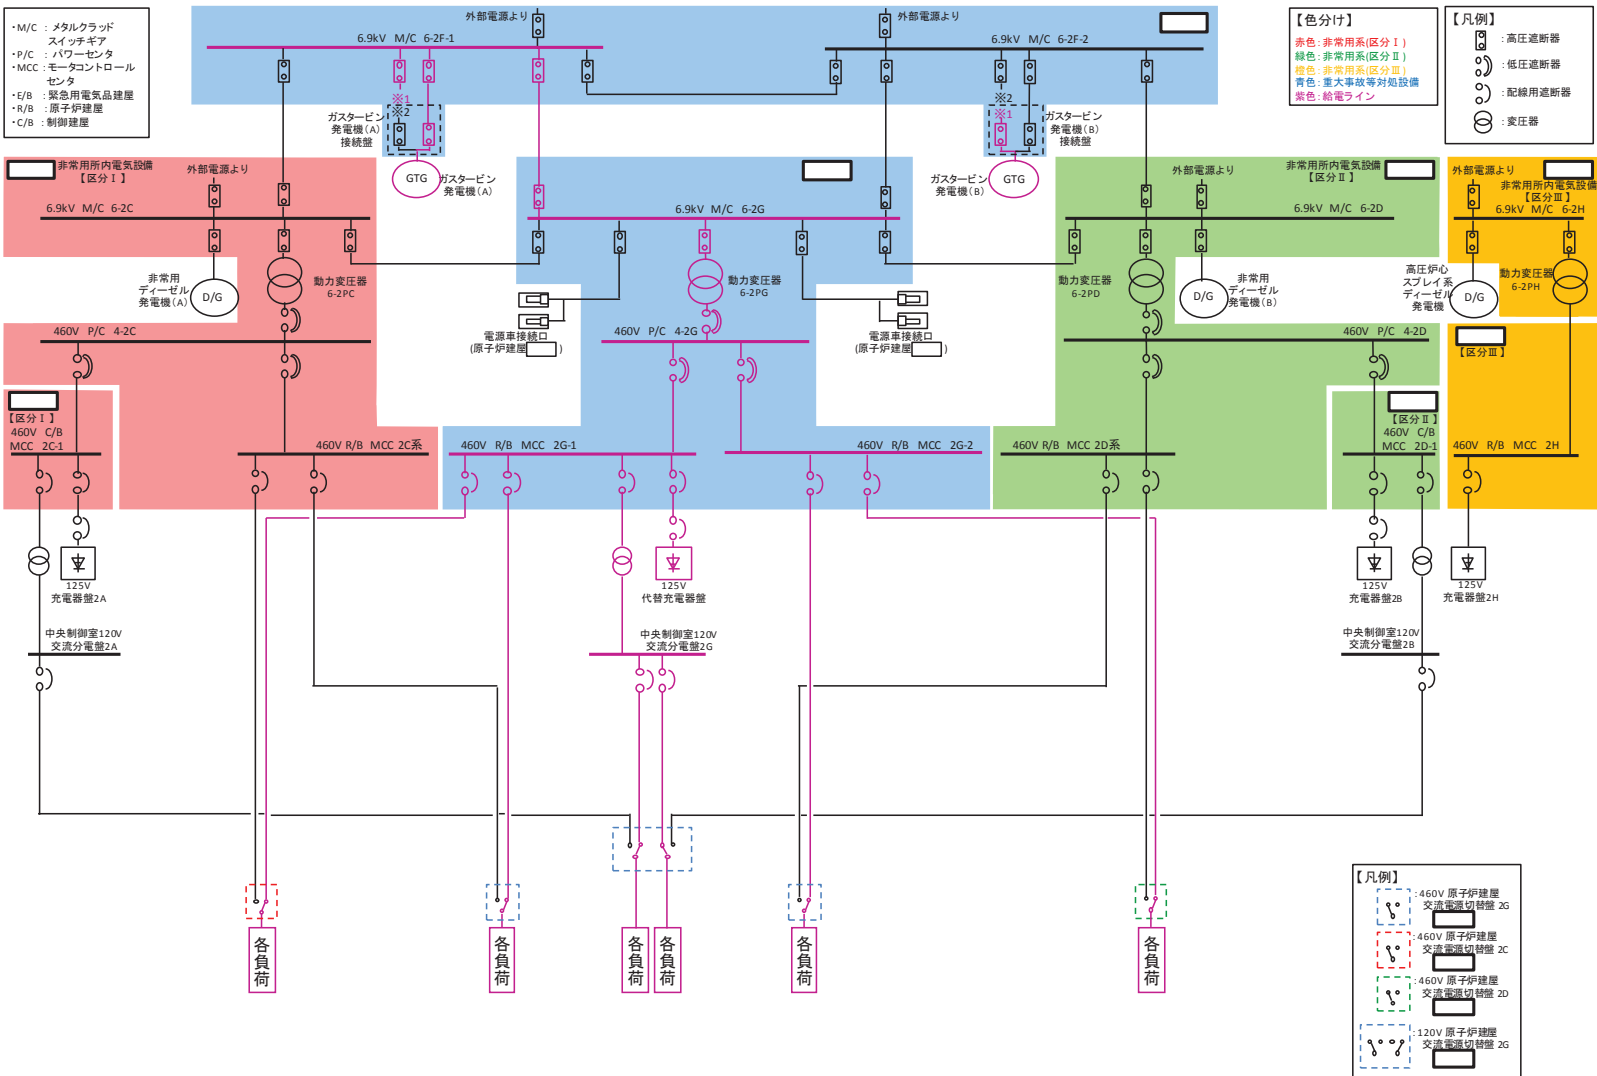 ・M/C ：メタルクラッド
スイッチギア
・P/C ：パワーセンタ
・MCC：モータコントロール
センタ
・E/B ：緊急用電気品建屋
・R/B ：原子炉建屋
・C/B ：制御建屋
外部電源より
6.9kV M/C 6-2F-1
外部電源より
6.9kV M/C 6-2F-2
【色分け】
赤色：非常用系(区分Ⅰ)
緑色：非常用系(区分Ⅱ)
橙色：非常用系(区分Ⅲ)
青色：重大事故等対処設備
紫色：給電ライン
【凡例】
：高圧遮断器
：低圧遮断器
：配線用遮断器
：変圧器
※1
※2
ガスタービン
発電機(A)
接続盤
GTG
ガスタービン
発電機(A)
※2
※1
ガスタービン
発電機(B)
接続盤
ガスタービン
発電機(B)
GTG
非常用所内電気設備
【区分Ⅰ】
外部電源より
6.9kV M/C 6-2C
非常用
ディーゼル
発電機(A)
D/G
動力変圧器
6-2PC
460V P/C 4-2C
6.9kV M/C 6-2G
動力変圧器
6-2PG
電源車接続口
(原子炉建屋 )
460V P/C 4-2G
電源車接続口
(原子炉建屋 )
外部電源より
非常用所内電気設備
【区分Ⅱ】
6.9kV M/C 6-2D
動力変圧器
6-2PD
D/G
非常用
ディーゼル
発電機(B)
460V P/C 4-2D
外部電源より
非常用所内電気設備
【区分Ⅲ】
6.9kV M/C 6-2H
高圧炉心
スプレイ系
ディーゼル
発電機
D/G
動力変圧器
6-2PH
【区分Ⅲ】
【区分Ⅰ】
460V C/B
MCC 2C-1
460V R/B MCC 2C系
460V R/B MCC 2G-1
460V R/B MCC 2G-2
460V R/B MCC 2D系
【区分Ⅱ】
460V C/B
MCC 2D-1
460V R/B MCC 2H
125V
充電器盤2A
125V
代替充電器盤
125V
充電器盤2B
125V
充電器盤2H
中央制御室120V
交流分電盤2A
中央制御室120V
交流分電盤2G
中央制御室120V
交流分電盤2B
各負荷
各負荷
各負荷
各負荷
各負荷
各負荷
【凡例】
：460V 原子炉建屋
交流電源切替盤 2G
：460V 原子炉建屋
交流電源切替盤 2C
：460V 原子炉建屋
交流電源切替盤 2D
：120V 原子炉建屋
交流電源切替盤 2G